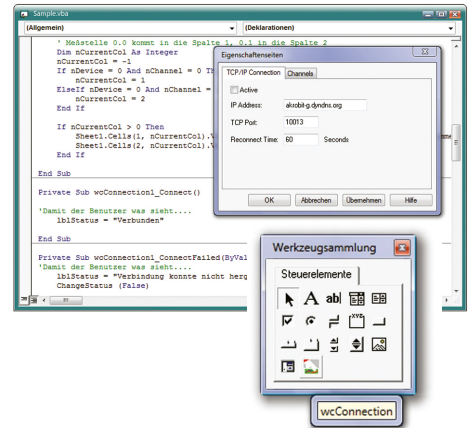 Sample.vba
(Allgemein)
(Deklarationen)
' Meßstelle 0.0 kommt in die Spalte 1, 0.1 in die Spalte 2
Dim nCurrentCol As Integer
nCurrentCol = -1
If nDevice = 0 And nChannel = 0 Th
nCurrentCol = 1
ElseIf nDevice = 0 And nChannel =
nCurrentCol = 2
End If
If nCurrentCol > 0 Then
Sheet1.Cells(1, nCurrentCol).V
Sheet1.Cells(2, nCurrentCol).V
End If
End Sub
Private Sub wcConnection1_Connect()
'Damit der Benutzer was sieht....
lblStatus = "Verbunden"
End Sub
Private Sub wcConnection1_ConnectFailed(ByVal
'Damit der Benutzer was sieht....
lblStatus = "Verbindung konnte nicht herg
ChangeStatus (False)
Eigenschaftenseiten
TCP/IP Connection
Channels
Active
IP Address: akrobit-g.dyndns.org
TCP Port: 10013
Reconnect Time: 60 Seconds
OK
Abbrechen
Übernehmen
Hilfe
Werkzeugsammlung
Steuerelemente
A ab|
XYZ
wcConnection